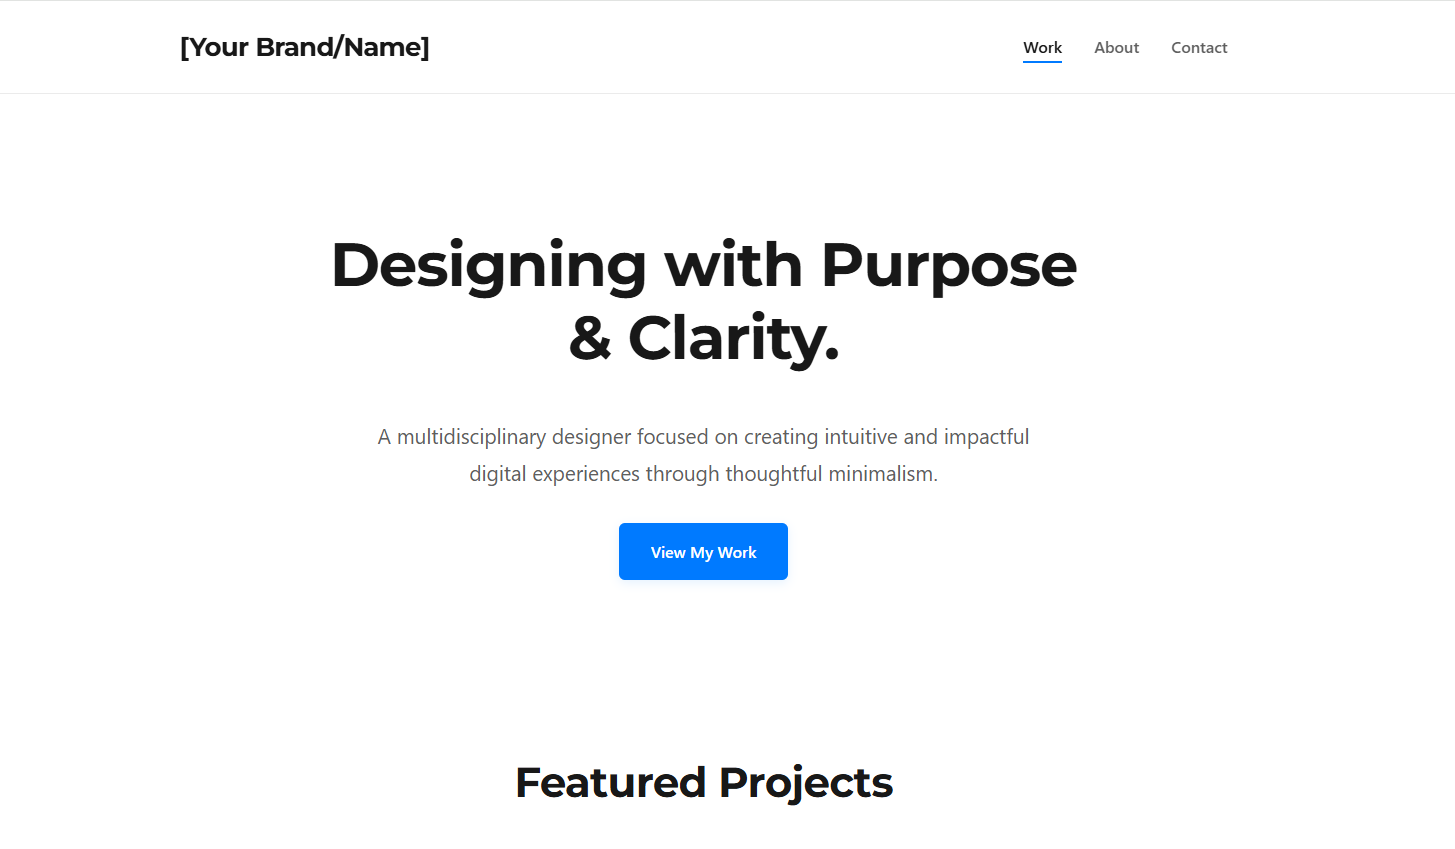 [Your Brand/Name]
Work About Contact
Designing with Purpose
& Clarity.
A multidisciplinary designer focused on creating intuitive and impactful
digital experiences through thoughtful minimalism.
View My Work
Featured Projects